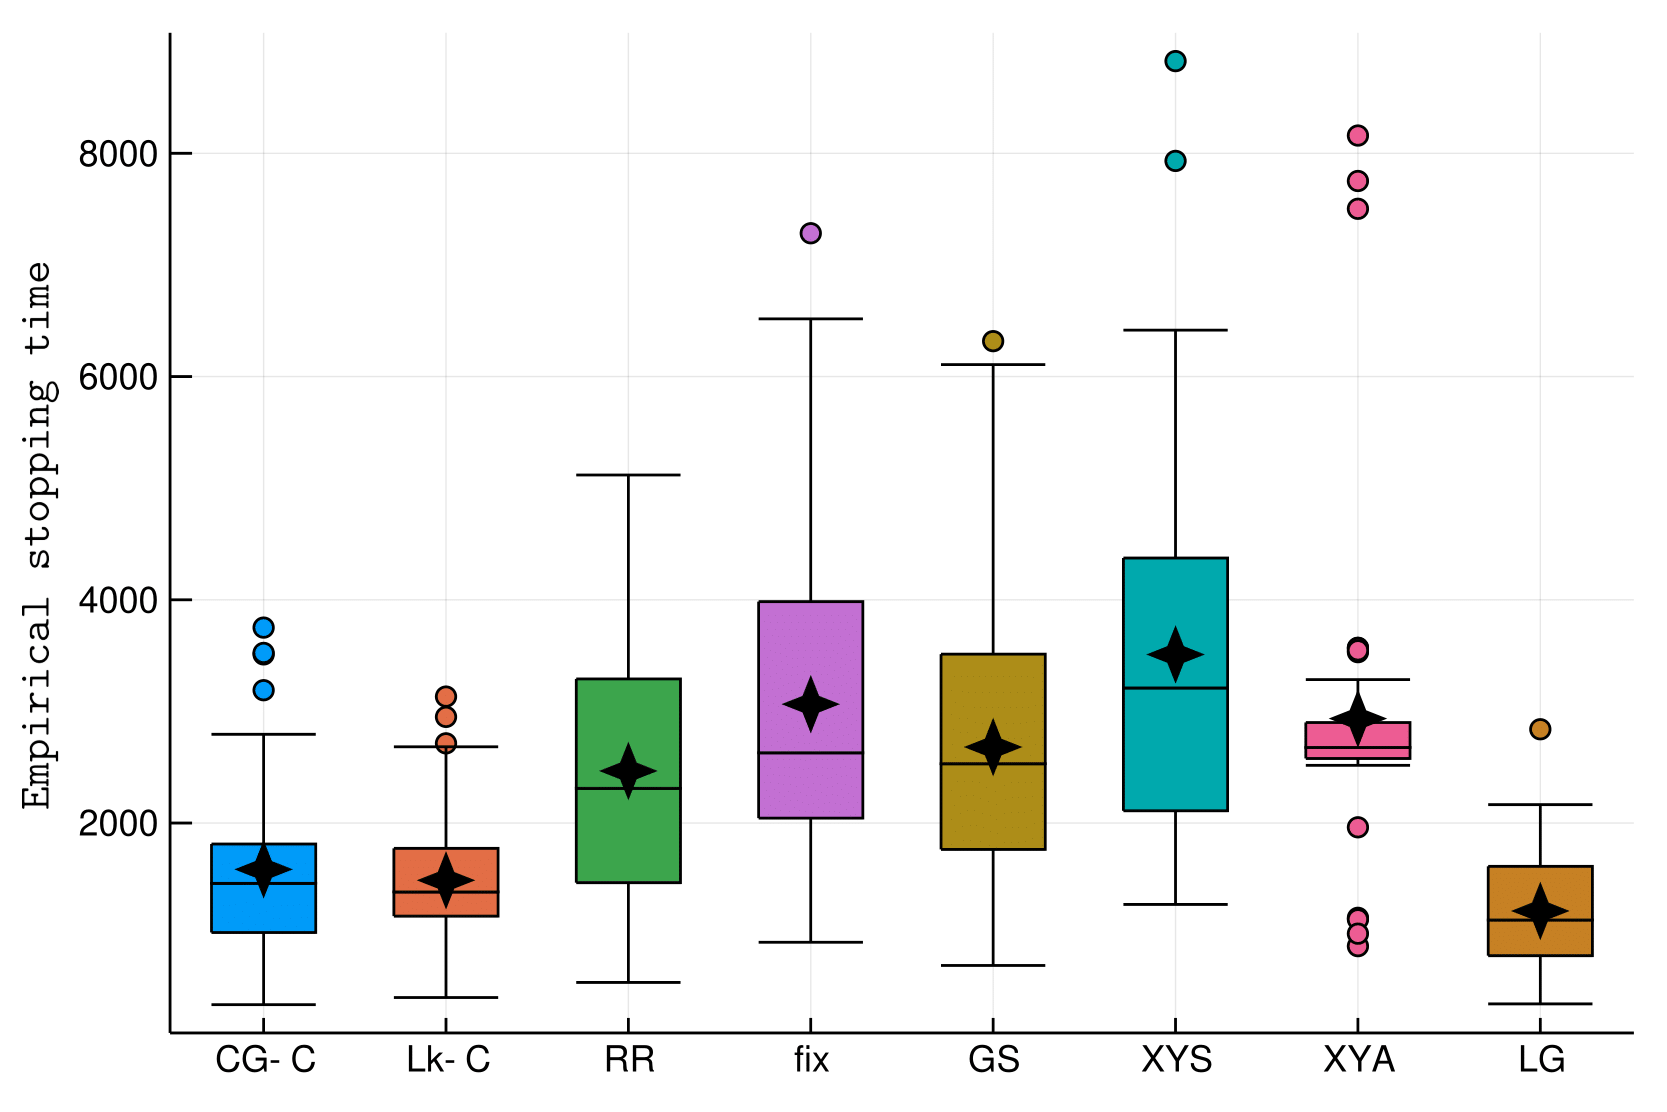 Empirical stopping time
8000
6000
4000
2000
CG- C Lk- C RR fix GS XYS XYA LG